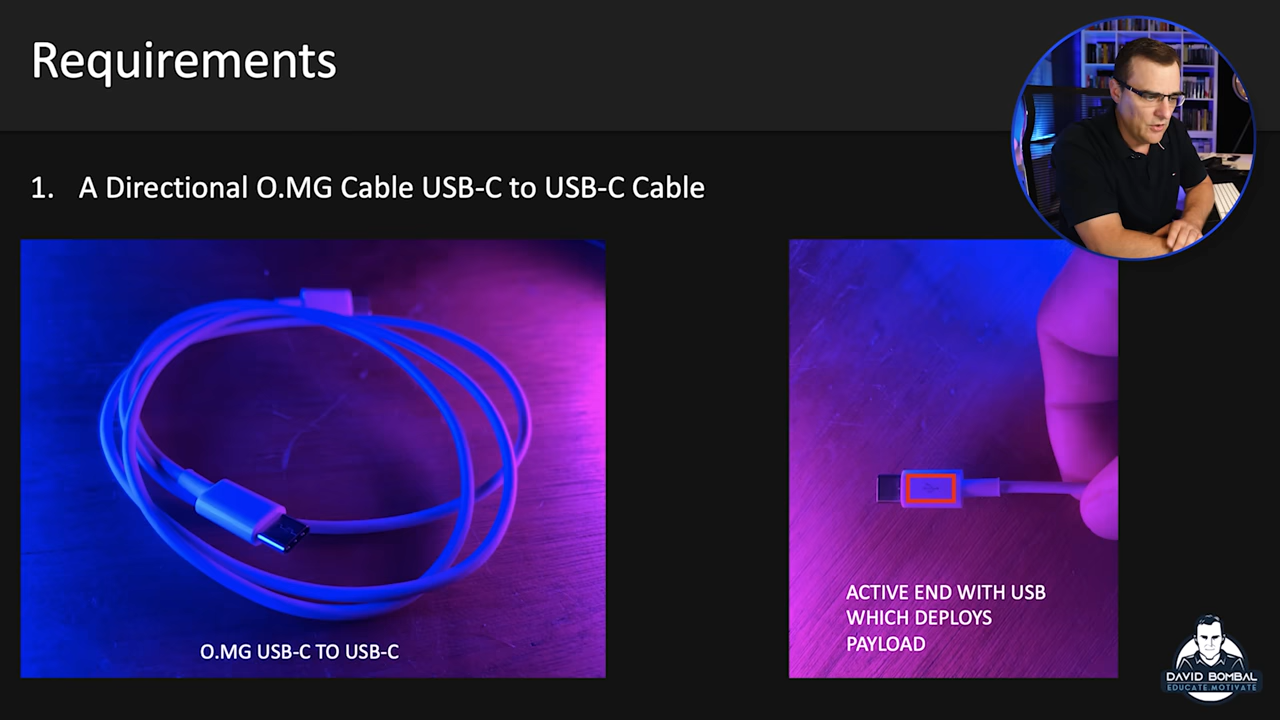 Requirements
1. A Directional O.MG Cable USB-C to USB-C Cable
O.MG USB-C TO USB-C
ACTIVE END WITH USB
WHICH DEPLOYS
PAYLOAD
DAVID BOMBAL
EDUCATE.MOTIVATE